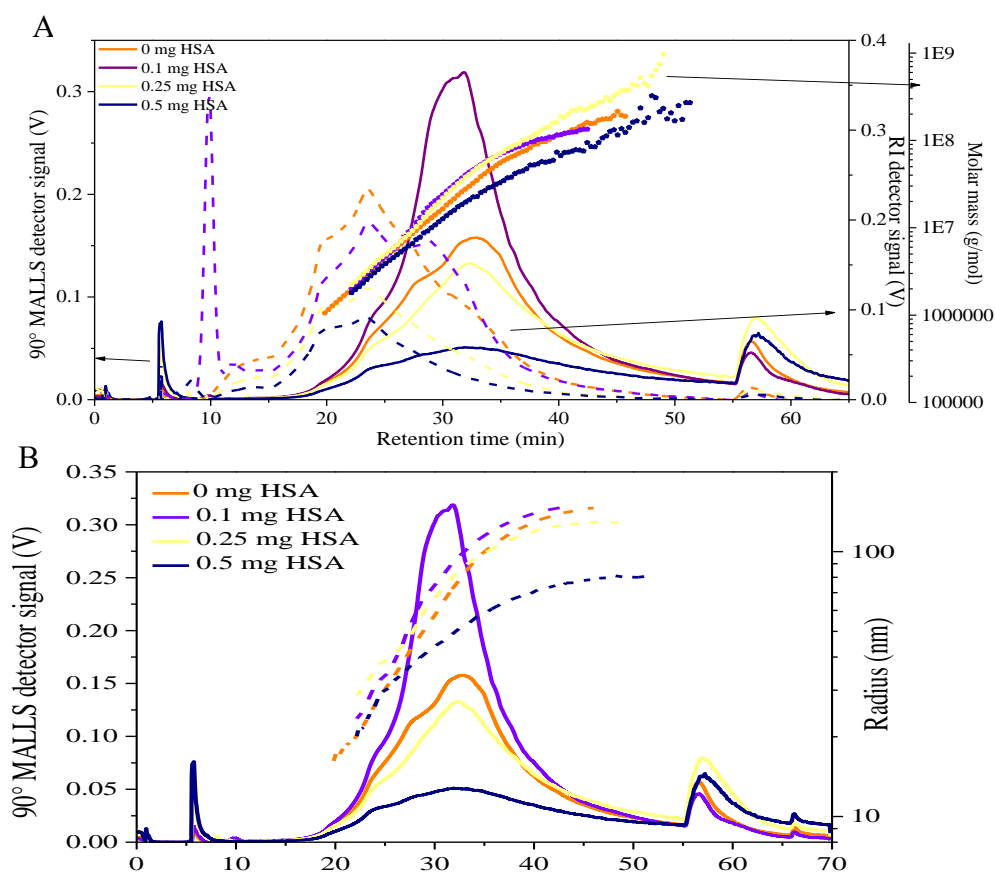 A
0 mg HSA
0.1 mg HSA
0.25 mg HSA
0.5 mg HSA
90° MALLS detector signal (V)
0.3
0.2
0.1
0.0
0 10 20 30 40 50 60
Retention time (min)
0.4
0.3
0.2
0.1
0.0
RI detector
signal (V)
1E9
1E8
1E7
1000000
100000
Molar mass (g/mol)
B
0 mg HSA
0.1 mg HSA
0.25 mg HSA
0.5 mg HSA
90° MALLS detector signal (V)
0.35
0.30
0.25
0.20
0.15
0.10
0.05
0.00
0 10 20 30 40 50 60 70
100
10
Radius (nm)